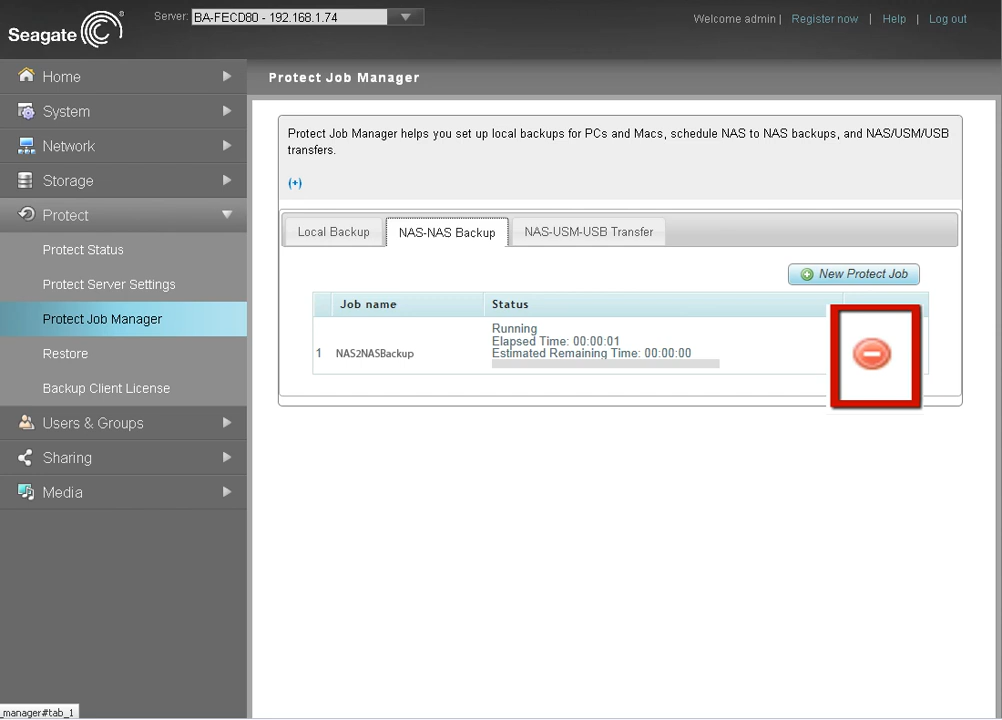 Seagate
Server: BA-FECD80 - 192.168.1.74
Welcome admin | Register now | Help | Log out
Home
System
Network
Storage
Protect
Protect Status
Protect Server Settings
Protect Job Manager
Restore
Backup Client License
Users & Groups
Sharing
Media
Protect Job Manager
Protect Job Manager helps you set up local backups for PCs and Macs, schedule NAS to NAS backups, and NAS/USM/USB
transfers.
(+)
Local Backup NAS-NAS Backup NAS-USM-USB Transfer
New Protect Job
Job name Status
1 NAS2NASBackup
Running
Elapsed Time: 00:00:01
Estimated Remaining Time: 00:00:00
_manager#tab_1